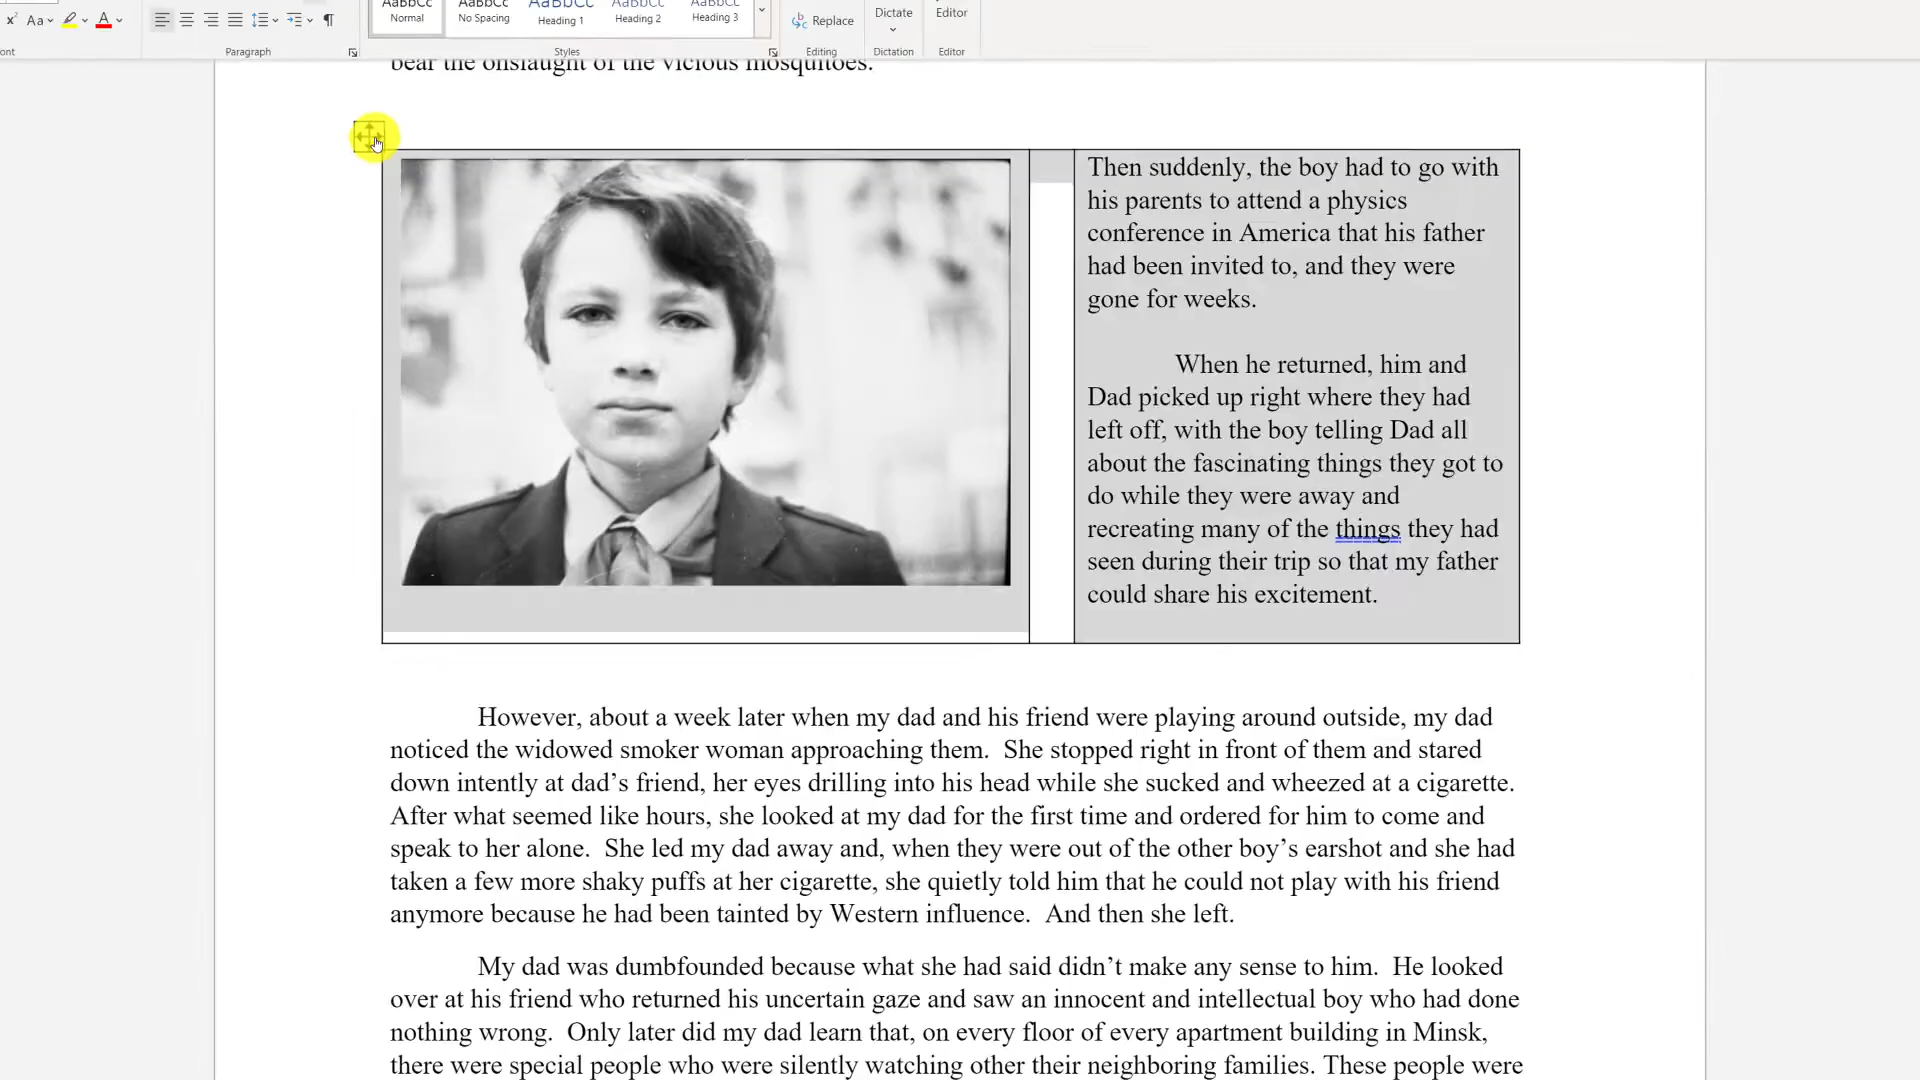 x
Aa
A
AaBbCc
AaBbCc
AaBbCc
AaBbCc
AaBbCc
Normal
No Spacing
Heading 1
Heading 2
Heading 3
Replace
Dictate
Editor
Paragraph
Styles
Editing
Dictation
Editor
bear the onslaught of the vicious mosquitoes.
Then suddenly, the boy had to go with
his parents to attend a physics
conference in America that his father
had been invited to, and they were
gone for weeks.
When he returned, him and
Dad picked up right where they had
left off, with the boy telling Dad all
about the fascinating things they got to
do while they were away and
recreating many of the things they had
seen during their trip so that my father
could share his excitement.
However, about a week later when my dad and his friend were playing around outside, my dad
noticed the widowed smoker woman approaching them.  She stopped right in front of them and stared
down intently at dad’s friend, her eyes drilling into his head while she sucked and wheezed at a cigarette.
After what seemed like hours, she looked at my dad for the first time and ordered for him to come and
speak to her alone.  She led my dad away and, when they were out of the other boy’s earshot and she had
taken a few more shaky puffs at her cigarette, she quietly told him that he could not play with his friend
anymore because he had been tainted by Western influence.  And then she left.
My dad was dumbfounded because what she had said didn’t make any sense to him.  He looked
over at his friend who returned his uncertain gaze and saw an innocent and intellectual boy who had done
nothing wrong.  Only later did my dad learn that, on every floor of every apartment building in Minsk,
there were special people who were silently watching other their neighboring families. These people were